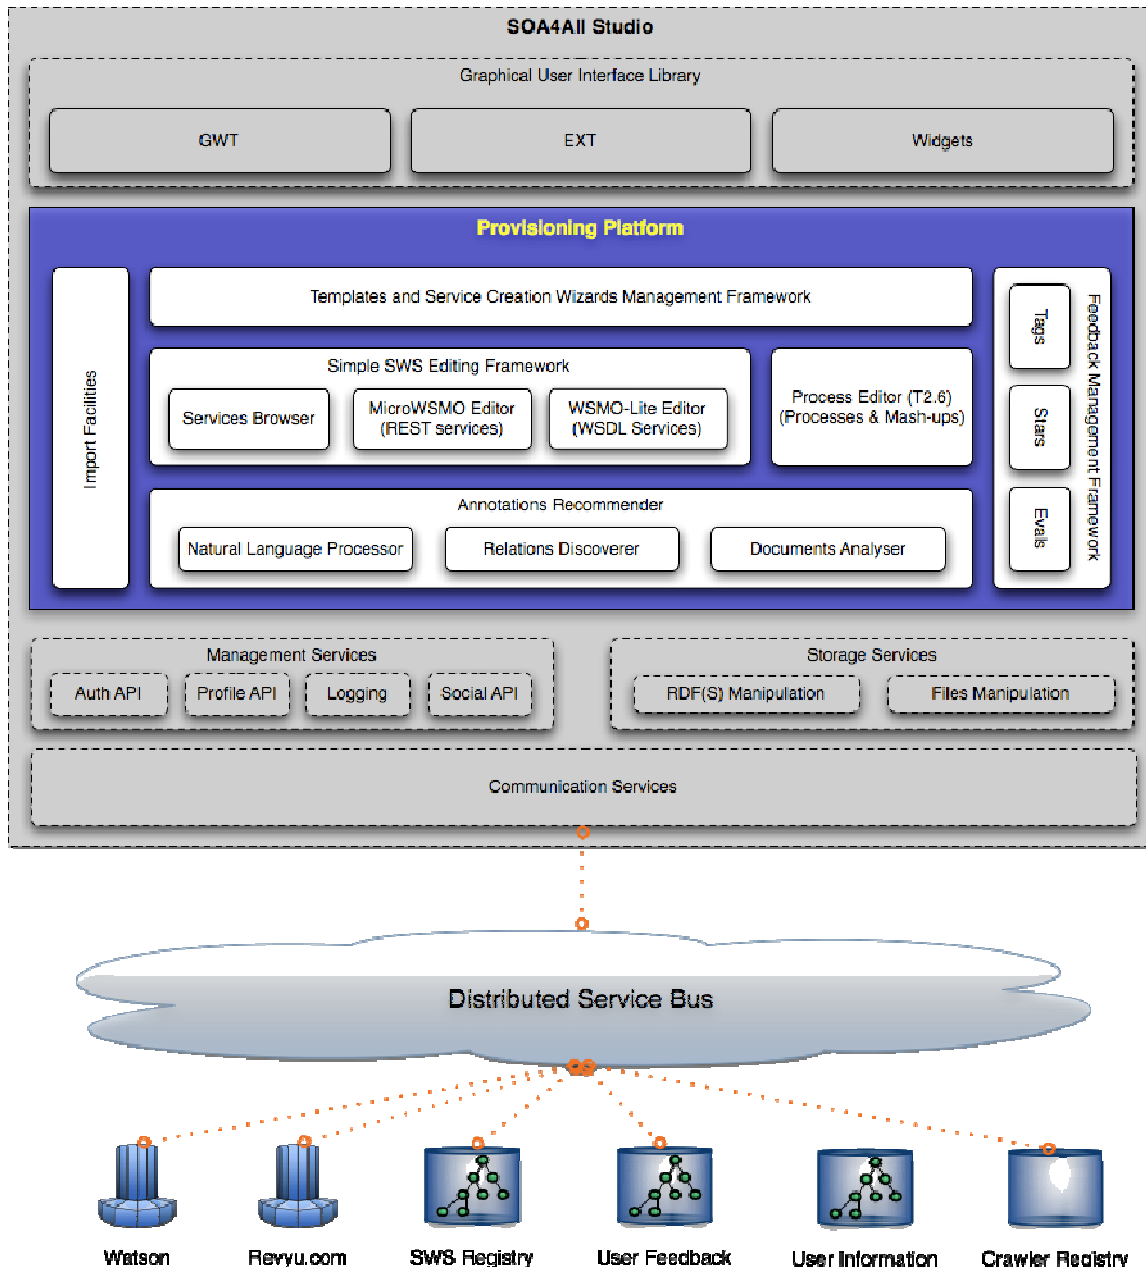 SOA4All Studio
Graphical User Interface Library
GWT
EXT
Widgets
Provisioning Platform
Import Facilities
Templates and Service Creation Wizards Management Framework
Simple SWS Editing Framework
Services Browser
MicroWSMO Editor
(REST services)
WSMO-Lite Editor
(WSDL Services)
Process Editor (T2.6)
(Processes & Mash-ups)
Annotations Recommender
Natural Language Processor
Relations Discoverer
Documents Analyser
Feedback Management Framework
Tags
Stars
Evals
Management Services
Auth API
Profile API
Logging
Social API
Storage Services
RDF(S) Manipulation
Files Manipulation
Communication Services
Distributed Service Bus
Watson
Revyu.com
SWS Registry
User Feedback
User Information
Crawler Registry